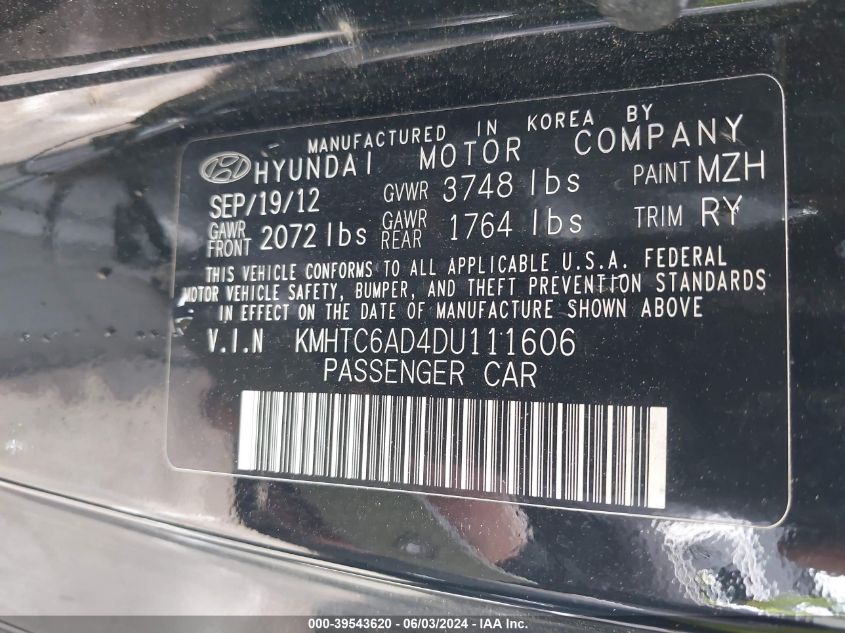 MANUFACTURED IN KOREA BY
HYUNDAI MOTOR COMPANY
SEP/19/12 GVWR 3748 lbs PAINT MZH
GAWR FRONT 2072 lbs GAWR REAR 1764 lbs TRIM RY
THIS VEHICLE CONFORMS TO ALL APPLICABLE U.S.A. FEDERAL
MOTOR VEHICLE SAFETY, BUMPER, AND THEFT PREVENTION STANDARDS
IN EFFECT ON THE DATE OF MANUFACTURE SHOWN ABOVE
V.I.N KMHTC6AD4DU111606
PASSENGER CAR
000-39543620 - 06/03/2024 - IAA Inc.